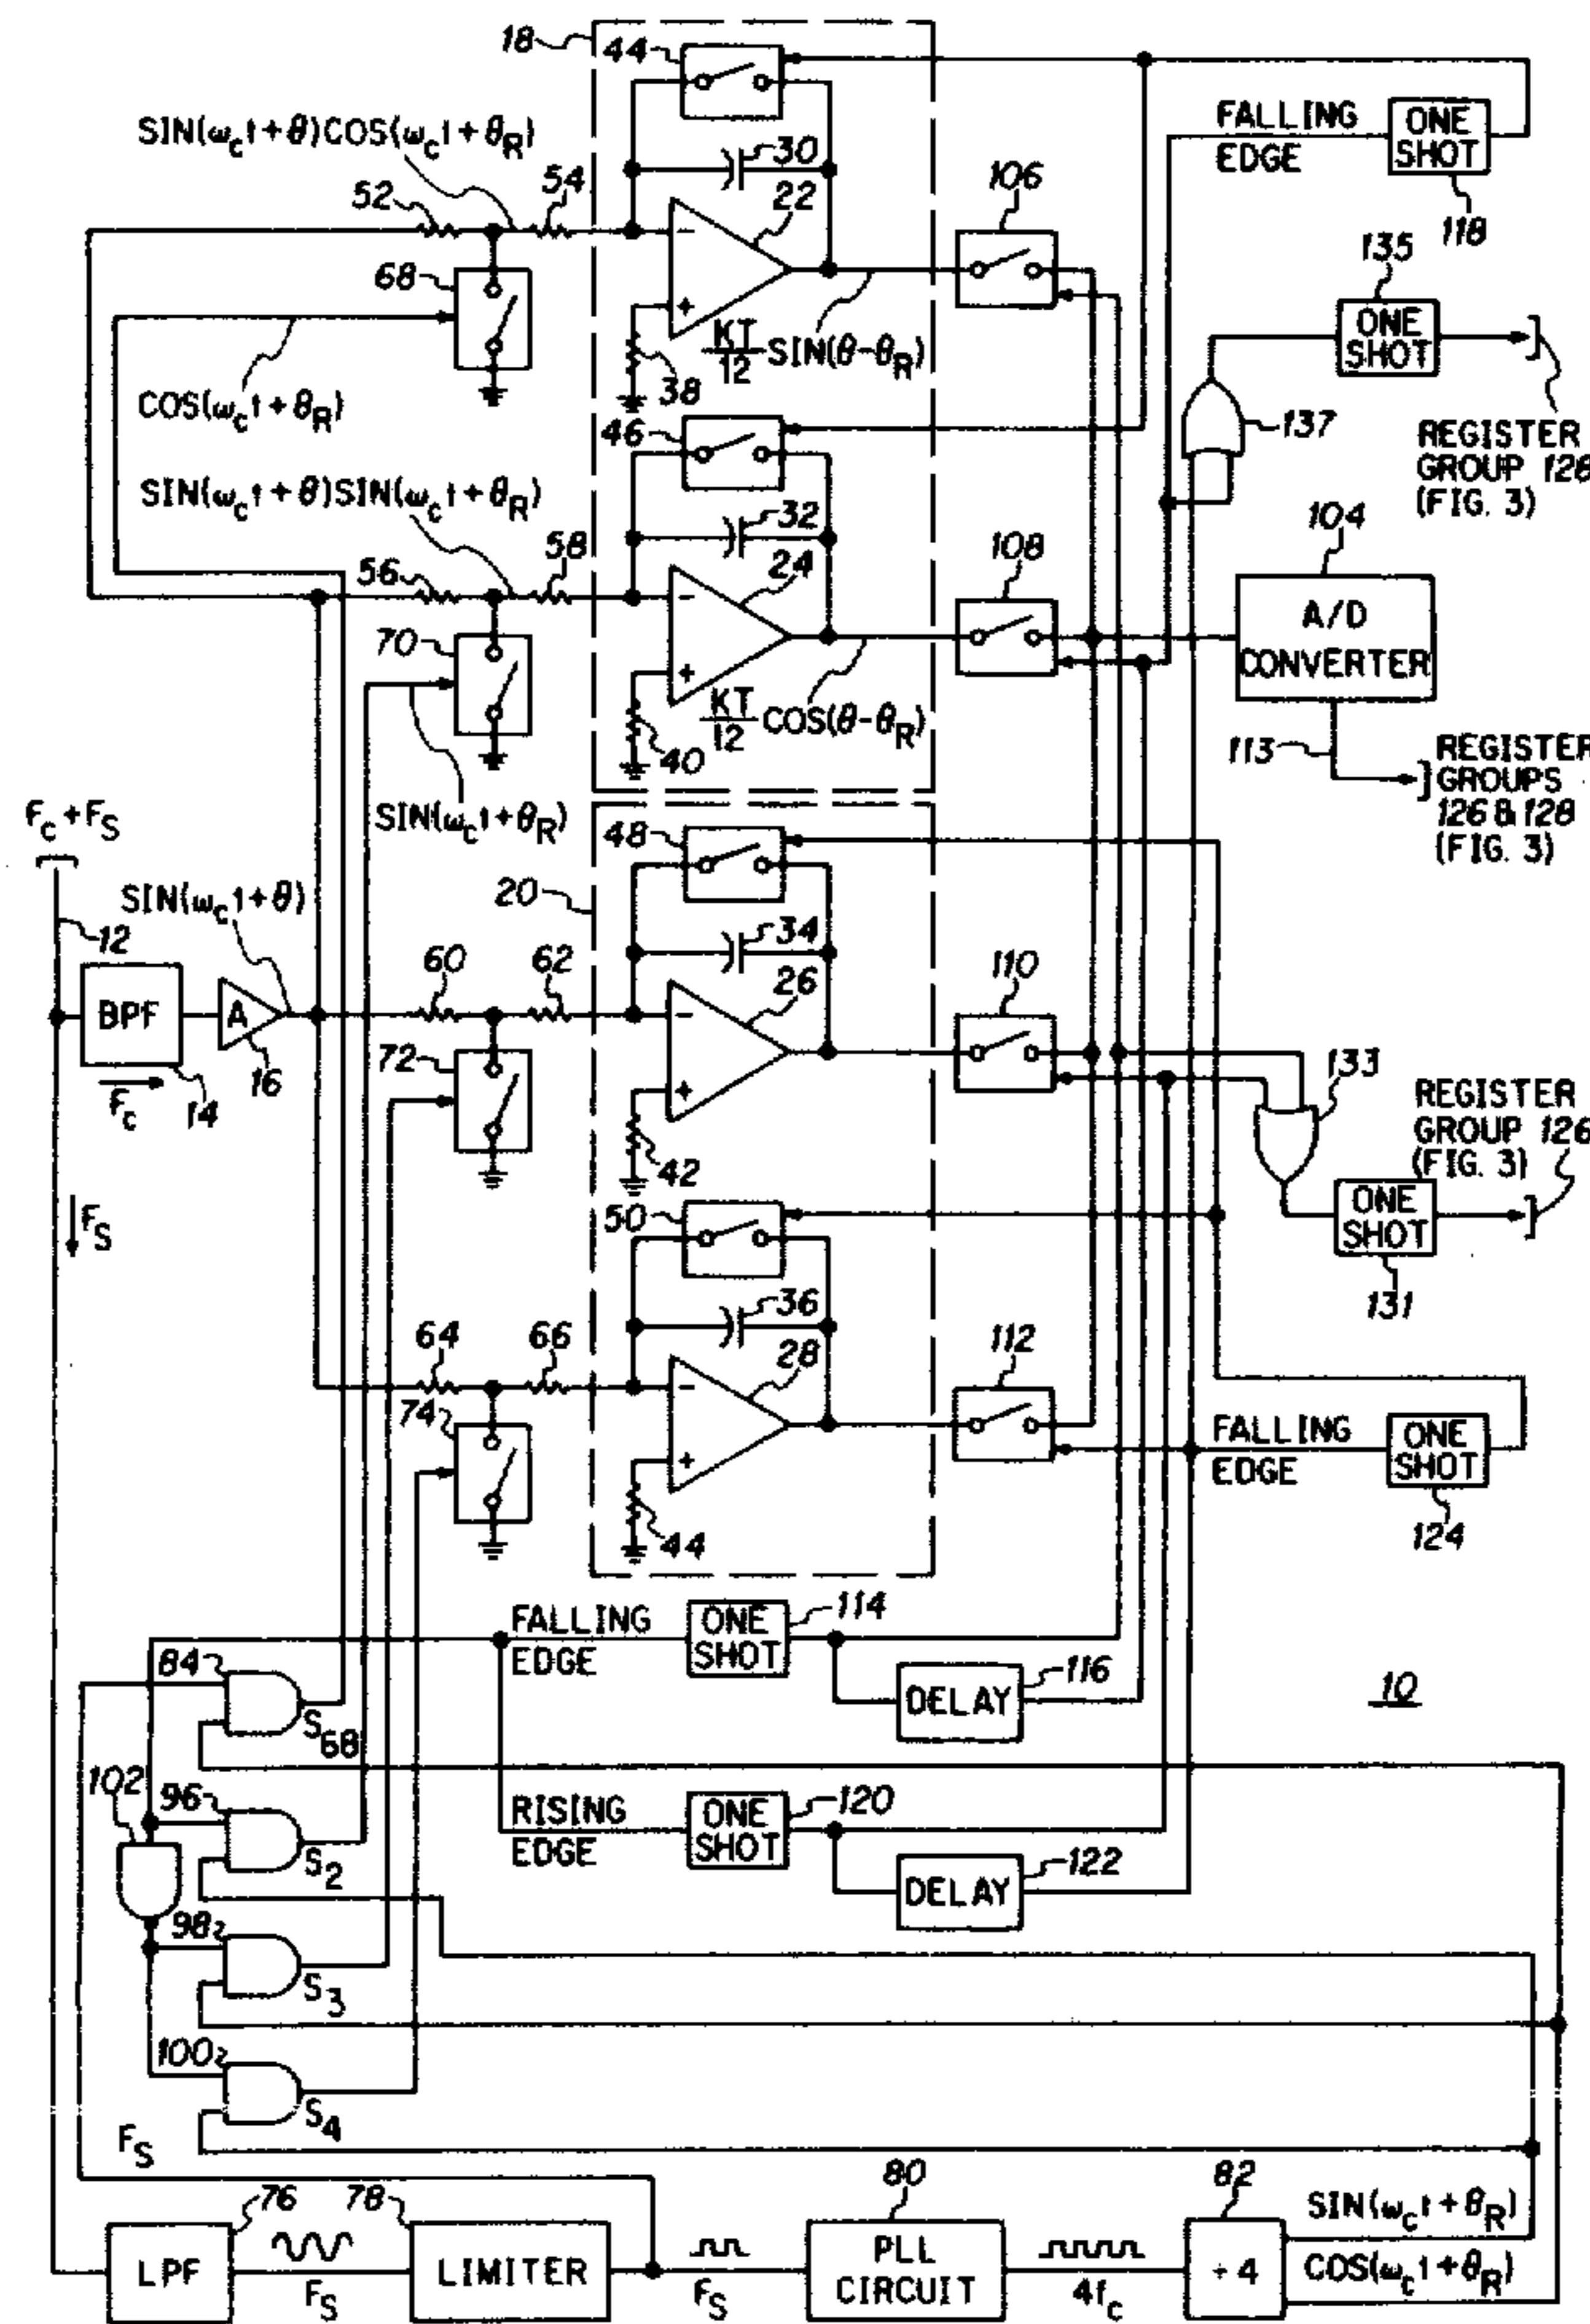 18
44
SIN(ωct+θ)COS(ωct+θR)
FALLING
EDGE
ONE
SHOT
118
30
52
54
22
106
135
ONE
SHOT
68
KT/12 SIN(θ-θR)
38
COS(ωct+θR)
46
137
REGISTER
GROUP 128
(FIG. 3)
SIN(ωct+θ)SIN(ωct+θR)
32
104
56
58
24
108
A/D
CONVERTER
70
KT/12 COS(θ-θR)
40
113
REGISTER
GROUPS
126 & 128
(FIG. 3)
SIN(ωct+θR)
Fc+FS
48
SIN(ωct+θ)
20
12
34
60
62
26
110
BPF
A
16
14
Fc
72
133
REGISTER
GROUP 126
(FIG. 3)
42
FS
50
ONE
SHOT
131
36
64
66
28
112
74
FALLING
EDGE
ONE
SHOT
124
44
FALLING
EDGE
ONE
SHOT
114
84
DELAY
116
10
S68
102
96
RISING
EDGE
ONE
SHOT
120
S2
DELAY
122
98
S3
100
S4
FS
76
78
80
82
SIN(ωct+θR)
LPF
FS
LIMITER
FS
PLL
CIRCUIT
4fc
÷4
COS(ωct+θR)